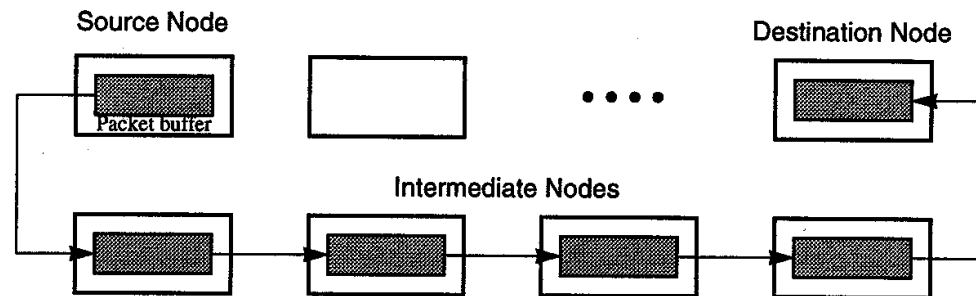 Source Node
Destination Node
Packet buffer
Intermediate Nodes